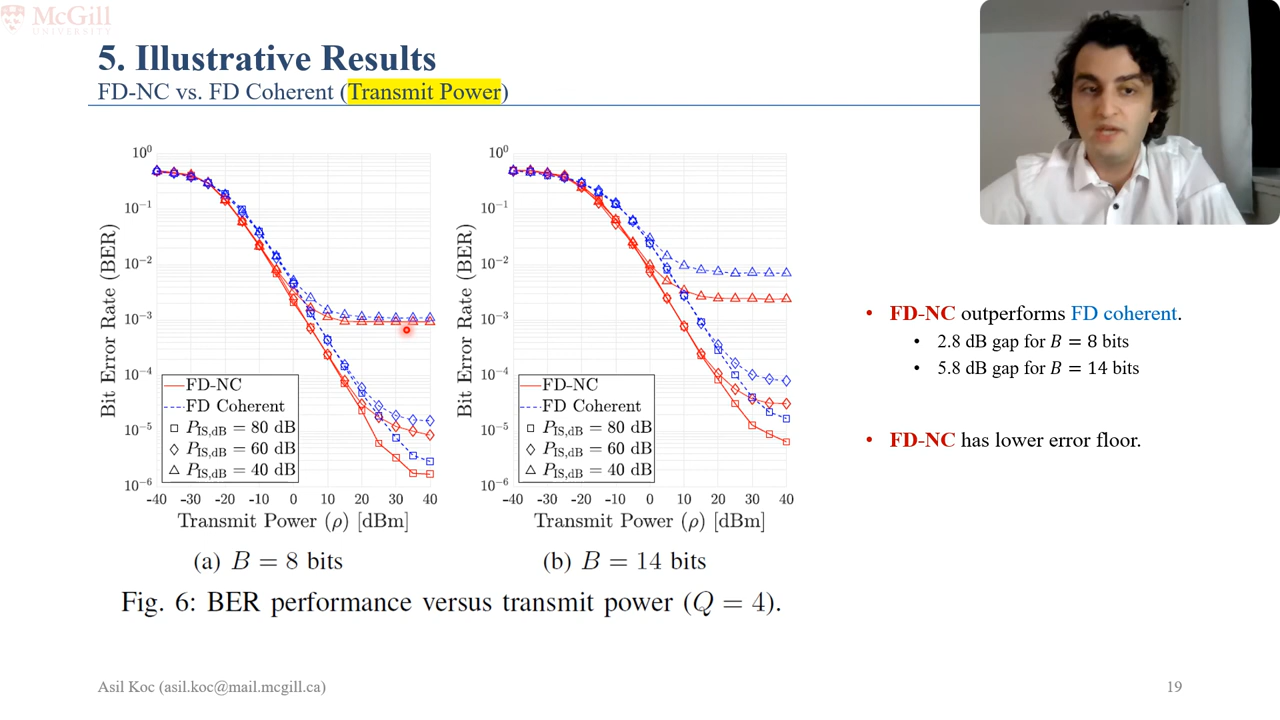 McGill
UNIVERSITY
5. Illustrative Results
FD-NC vs. FD Coherent (Transmit Power)
Bit Error Rate (BER)
10^0
10^-1
10^-2
10^-3
10^-4
10^-5
10^-6
FD-NC
FD Coherent
P_IS,dB = 80 dB
P_IS,dB = 60 dB
P_IS,dB = 40 dB
-40 -30 -20 -10 0 10 20 30 40
Transmit Power (ρ) [dBm]
(a) B = 8 bits
Bit Error Rate (BER)
10^0
10^-1
10^-2
10^-3
10^-4
10^-5
10^-6
FD-NC
FD Coherent
P_IS,dB = 80 dB
P_IS,dB = 60 dB
P_IS,dB = 40 dB
-40 -30 -20 -10 0 10 20 30 40
Transmit Power (ρ) [dBm]
(b) B = 14 bits
Fig. 6: BER performance versus transmit power (Q = 4).
• FD-NC outperforms FD coherent.
• 2.8 dB gap for B = 8 bits
• 5.8 dB gap for B = 14 bits
• FD-NC has lower error floor.
Asil Koc (asil.koc@mail.mcgill.ca)
19